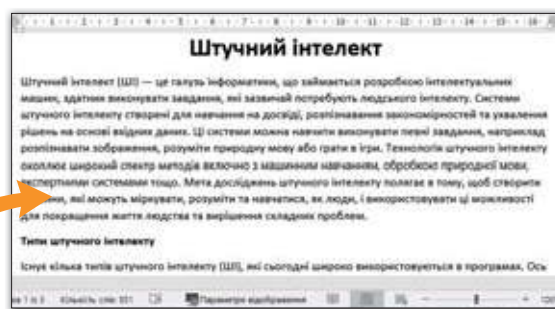 Штучний інтелект
Штучний інтелект (ШІ) — це галузь інформатики, що займається розробкою інтелектуальних
машин, здатних виконувати завдання, які зазвичай потребують людського інтелекту. Системи
штучного інтелекту створені для навчання на досвіді, розпізнавання закономірностей та ухвалення
рішень на основі вхідних даних. Ці системи можна навчити виконувати певні завдання, наприклад
розпізнавати зображення, розуміти природну мову або грати в ігри. Технологія штучного інтелекту
охоплює широкий спектр методів включно з машинним навчанням, обробкою природної мови,
експертними системами тощо. Мета досліджень штучного інтелекту полягає в тому, щоб створити
які можуть міркувати, розуміти та навчатися, як люди, і використовувати ці можливості
для покращення життя людства та вирішення складних проблем.
Типи штучного інтелекту
Існує кілька типів штучного інтелекту (ШІ), які сьогодні широко використовуються в програмах. Ось
Кількість слів: 351 Параметри відображення